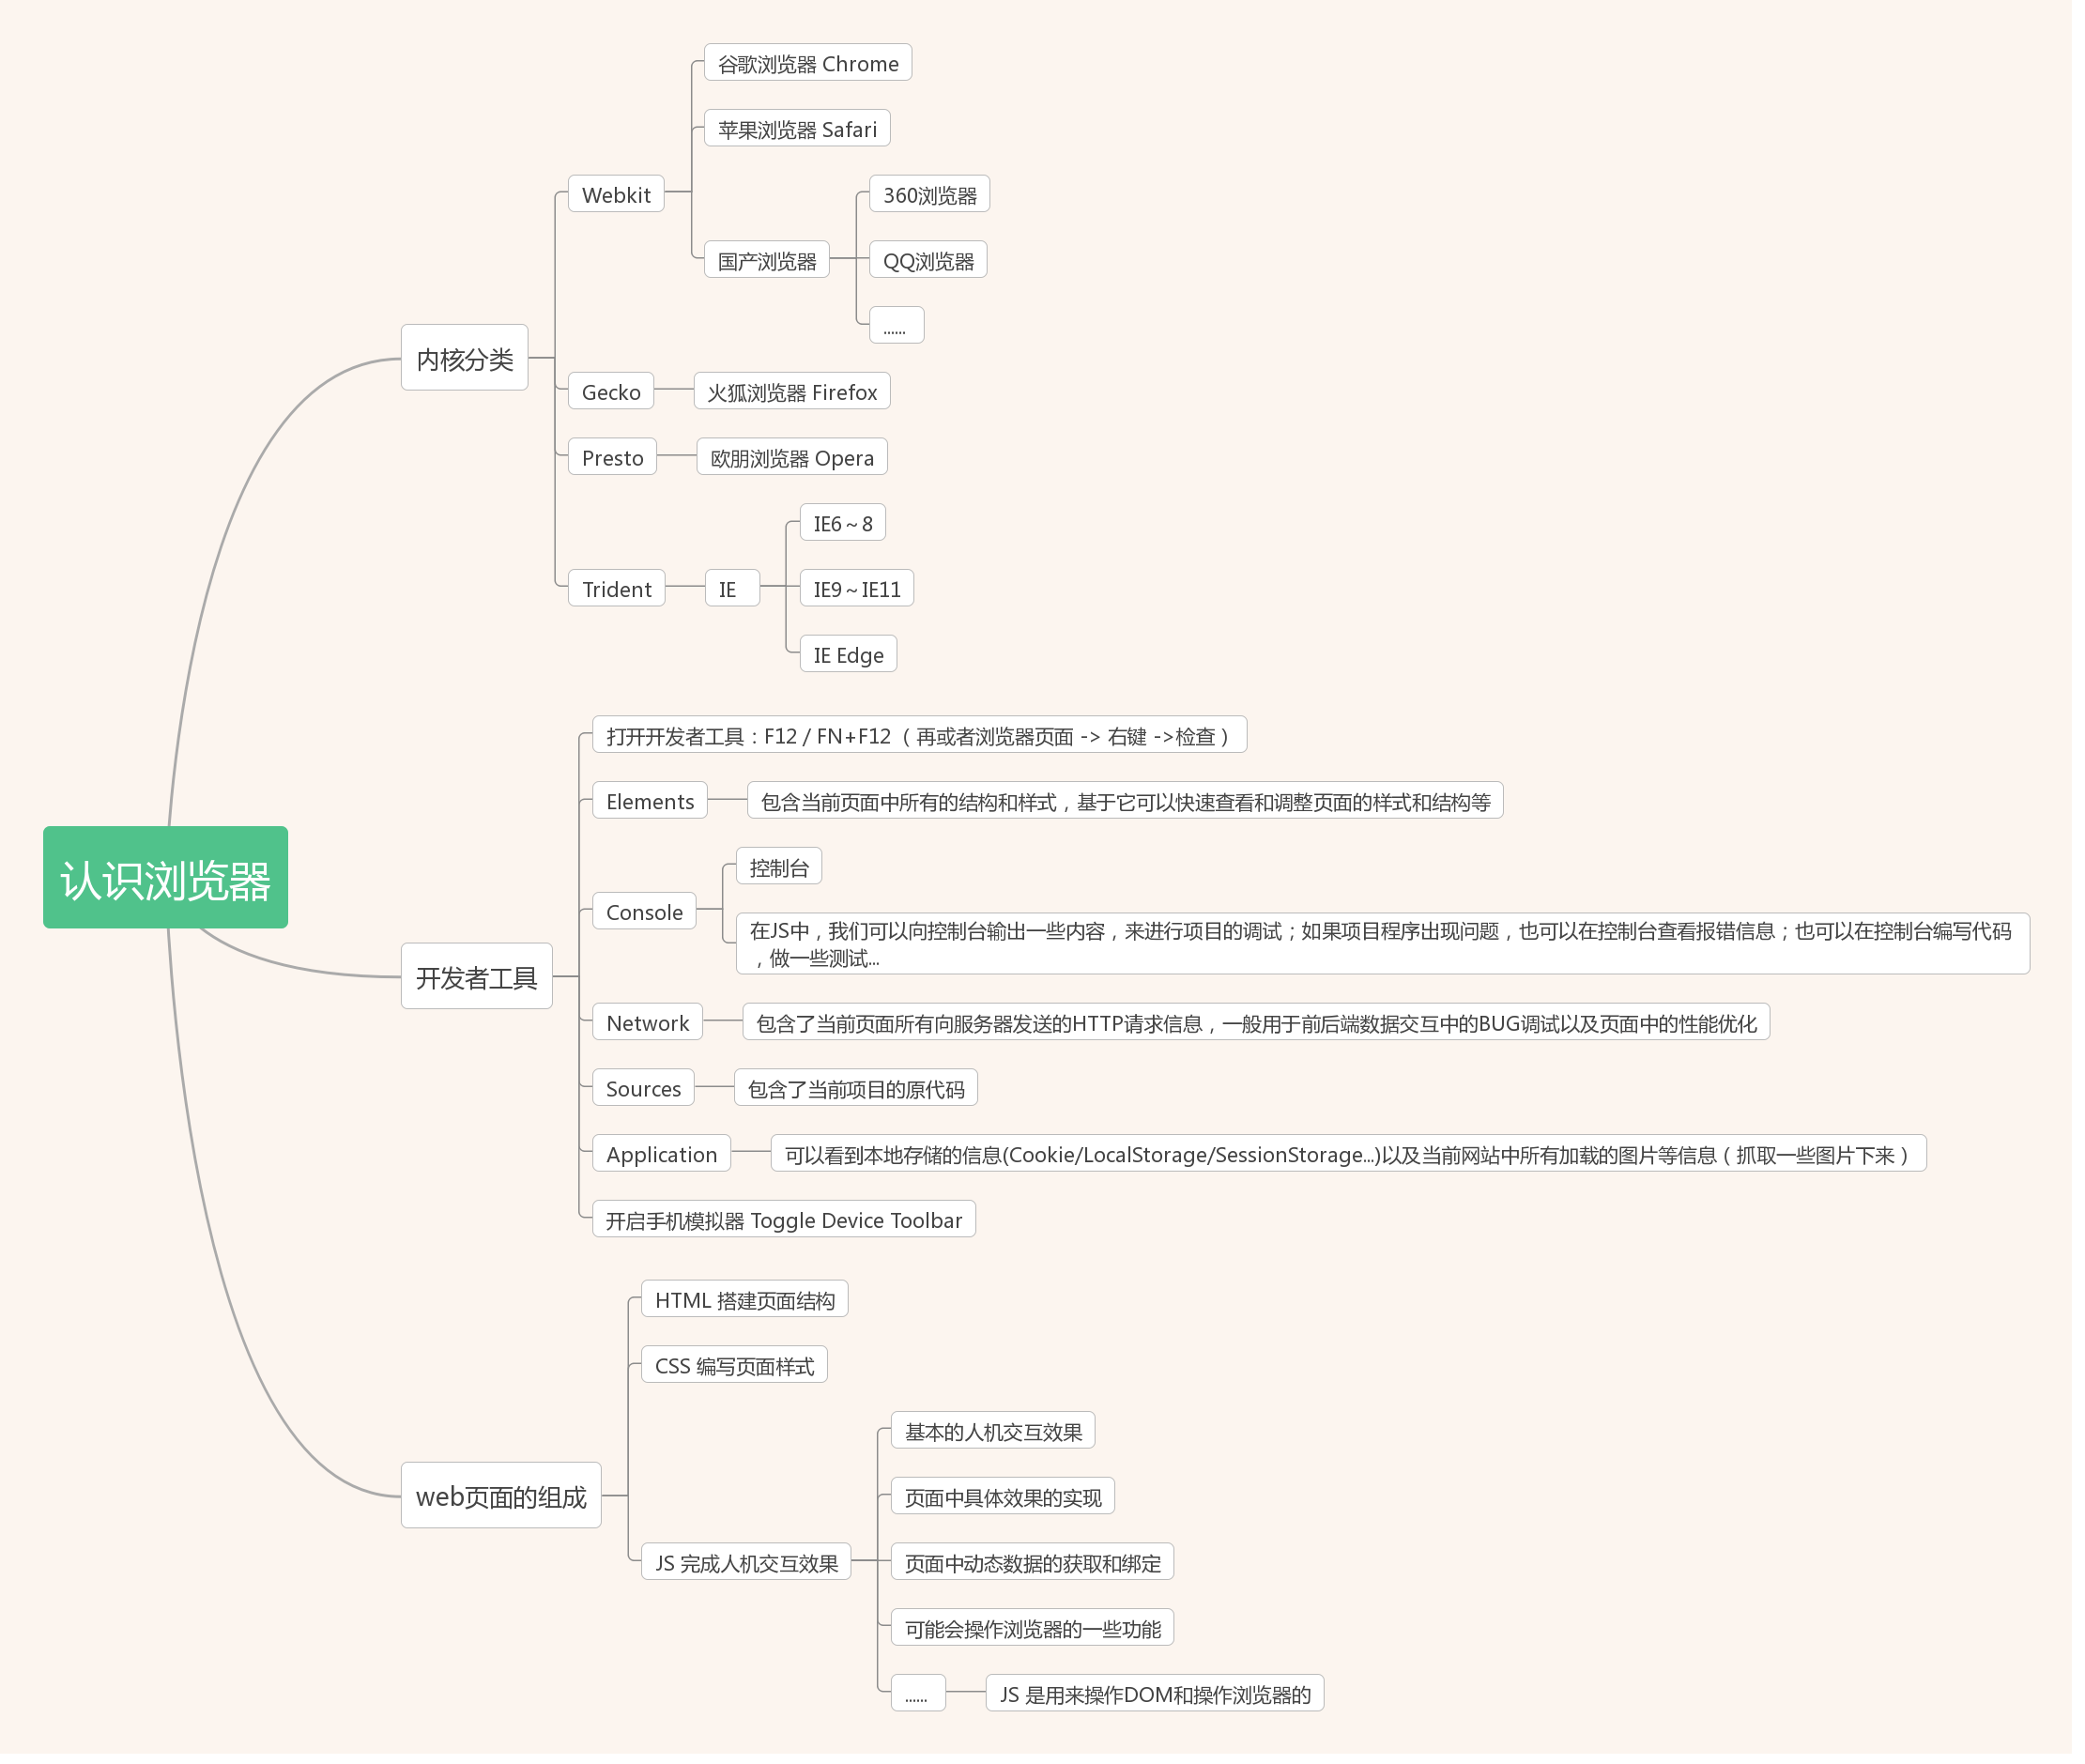 认识浏览器
内核分类
Webkit
谷歌浏览器 Chrome
苹果浏览器 Safari
国产浏览器
360浏览器
QQ浏览器
......
Gecko
火狐浏览器 Firefox
Presto
欧朋浏览器 Opera
Trident
IE
IE6～8
IE9～IE11
IE Edge
开发者工具
打开开发者工具：F12 / FN+F12 （ 再或者浏览器页面 -> 右键 ->检查 ）
Elements
包含当前页面中所有的结构和样式，基于它可以快速查看和调整页面的样式和结构等
Console
控制台
在JS中，我们可以向控制台输出一些内容，来进行项目的调试；如果项目程序出现问题，也可以在控制台查看报错信息；也可以在控制台编写代码
，做一些测试...
Network
包含了当前页面所有向服务器发送的HTTP请求信息，一般用于前后端数据交互中的BUG调试以及页面中的性能优化
Sources
包含了当前项目的原代码
Application
可以看到本地存储的信息(Cookie/LocalStorage/SessionStorage...)以及当前网站中所有加载的图片等信息（ 抓取一些图片下来 ）
开启手机模拟器 Toggle Device Toolbar
web页面的组成
HTML 搭建页面结构
CSS 编写页面样式
JS 完成人机交互效果
基本的人机交互效果
页面中具体效果的实现
页面中动态数据的获取和绑定
可能会操作浏览器的一些功能
......
JS 是用来操作DOM和操作浏览器的